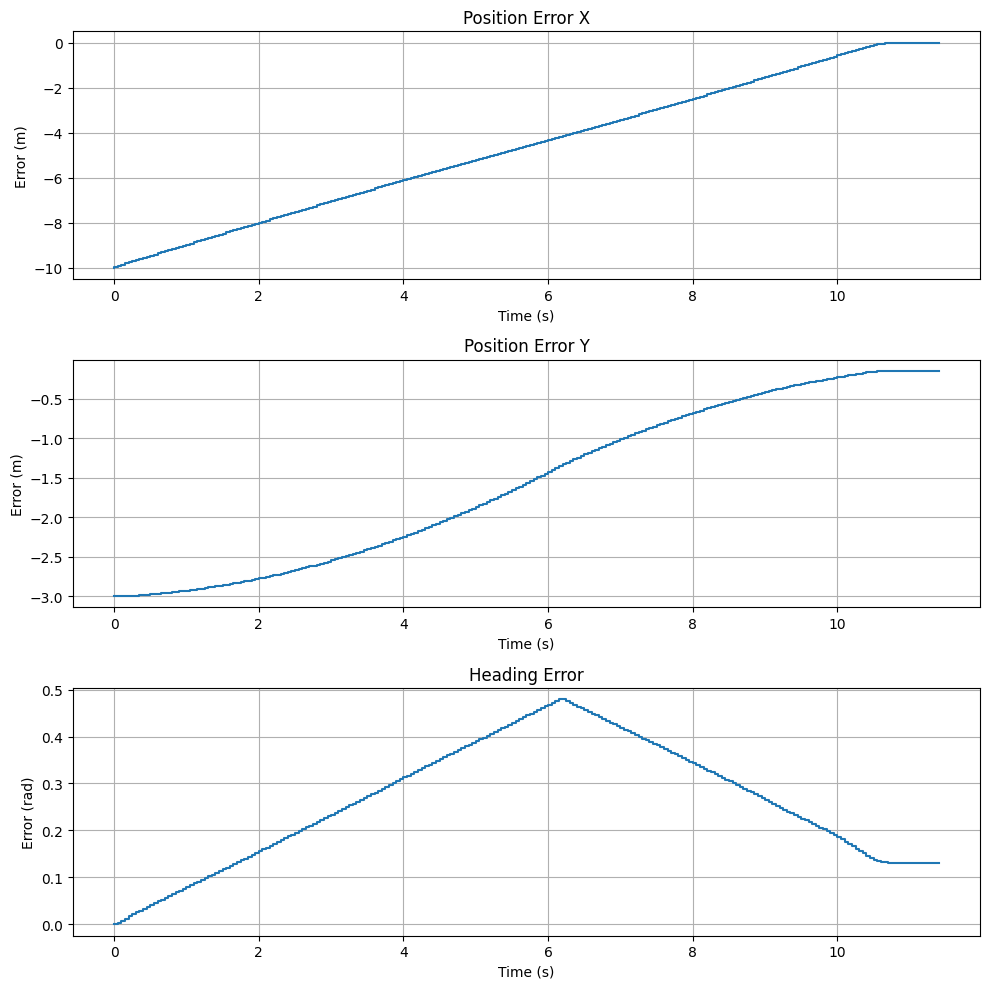 Position Error X
0
−2
−4
−6
−8
−10
Error (m)
0 2 4 6 8 10
Time (s)
Position Error Y
−0.5
−1.0
−1.5
−2.0
−2.5
−3.0
Error (m)
0 2 4 6 8 10
Time (s)
Heading Error
0.5
0.4
0.3
0.2
0.1
0.0
Error (rad)
0 2 4 6 8 10
Time (s)